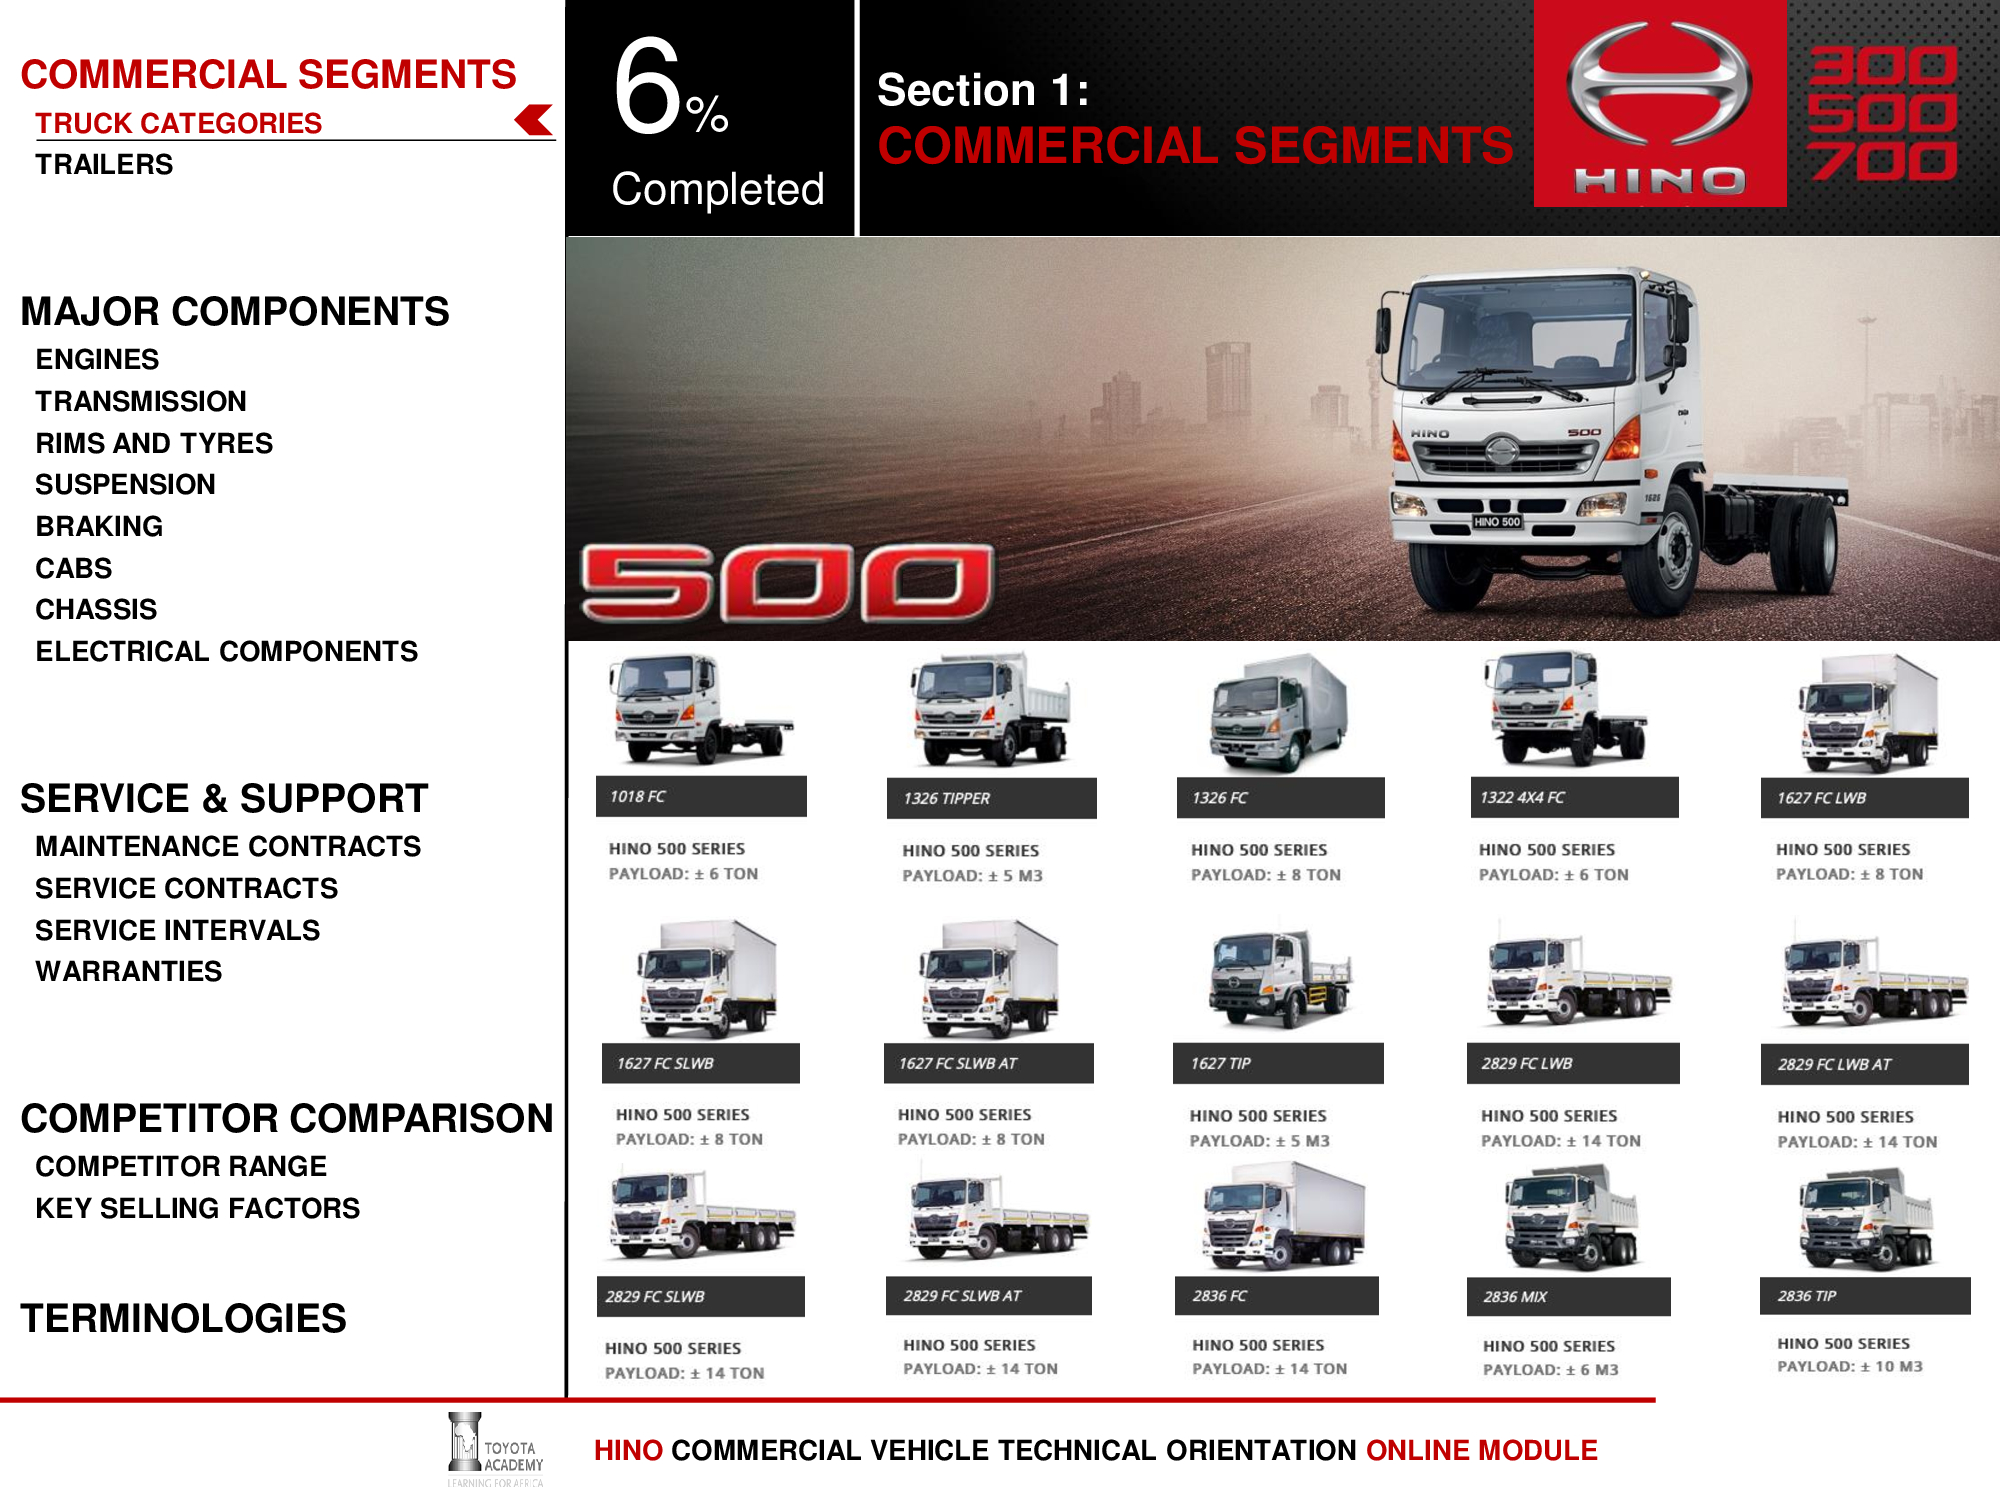 COMMERCIAL SEGMENTS
TRUCK CATEGORIES
TRAILERS
MAJOR COMPONENTS
ENGINES
TRANSMISSION
RIMS AND TYRES
SUSPENSION
BRAKING
CABS
CHASSIS
ELECTRICAL COMPONENTS
SERVICE & SUPPORT
MAINTENANCE CONTRACTS
SERVICE CONTRACTS
SERVICE INTERVALS
WARRANTIES
COMPETITOR COMPARISON
COMPETITOR RANGE
KEY SELLING FACTORS
TERMINOLOGIES
6%
Completed
Section 1:
COMMERCIAL SEGMENTS
HINO
300
500
700
HINO 500
HINO 500
500
1018 FC
HINO 500 SERIES
PAYLOAD: ± 6 TON
1326 TIPPER
HINO 500 SERIES
PAYLOAD: ± 5 M3
1326 FC
HINO 500 SERIES
PAYLOAD: ± 8 TON
1322 4X4 FC
HINO 500 SERIES
PAYLOAD: ± 6 TON
1627 FC LWB
HINO 500 SERIES
PAYLOAD: ± 8 TON
1627 FC SLWB
HINO 500 SERIES
PAYLOAD: ± 8 TON
1627 FC SLWB AT
HINO 500 SERIES
PAYLOAD: ± 8 TON
1627 TIP
HINO 500 SERIES
PAYLOAD: ± 5 M3
2829 FC LWB
HINO 500 SERIES
PAYLOAD: ± 14 TON
2829 FC LWB AT
HINO 500 SERIES
PAYLOAD: ± 14 TON
2829 FC SLWB
HINO 500 SERIES
PAYLOAD: ± 14 TON
2829 FC SLWB AT
HINO 500 SERIES
PAYLOAD: ± 14 TON
2836 FC
HINO 500 SERIES
PAYLOAD: ± 14 TON
2836 MIX
HINO 500 SERIES
PAYLOAD: ± 6 M3
2836 TIP
HINO 500 SERIES
PAYLOAD: ± 10 M3
TOYOTA
ACADEMY
LEARNING FOR AFRICA
HINO COMMERCIAL VEHICLE TECHNICAL ORIENTATION ONLINE MODULE